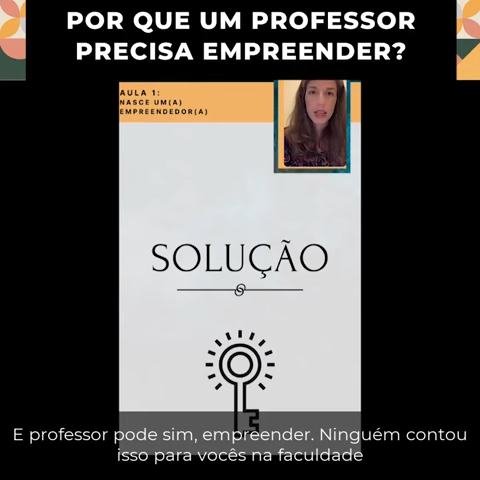 POR QUE UM PROFESSOR
PRECISA EMPREENDER?
AULA 1:
NASCE UM(A)
EMPREENDEDOR(A)
SOLUÇÃO
E professor pode sim, empreender. Ninguém contou
isso para vocês na faculdade